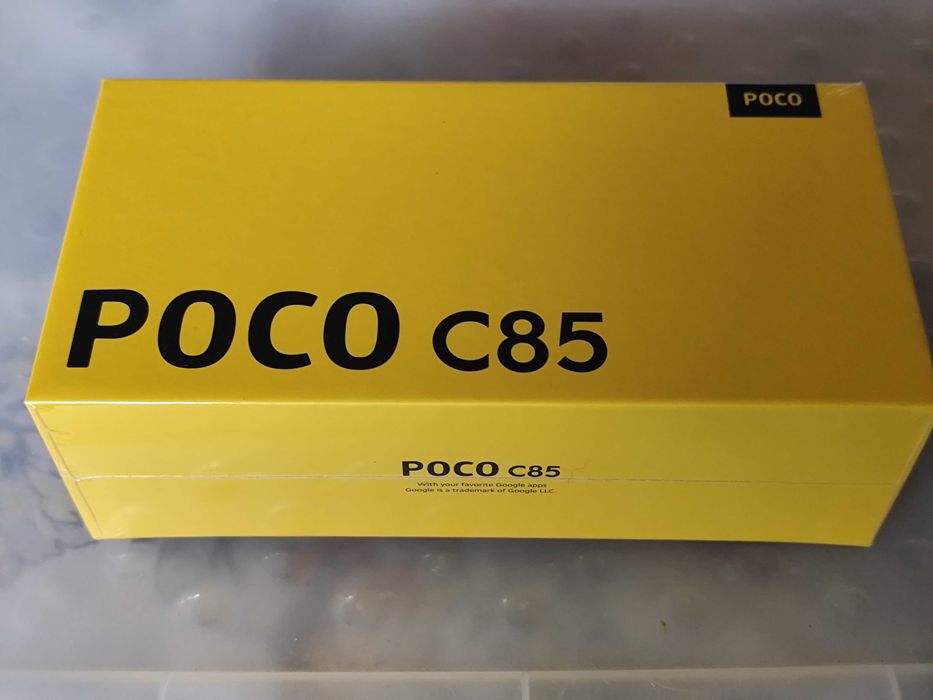 POCO
POCO C85
POCO C85
With your favorite Google apps
Google is a trademark of Google LLC.